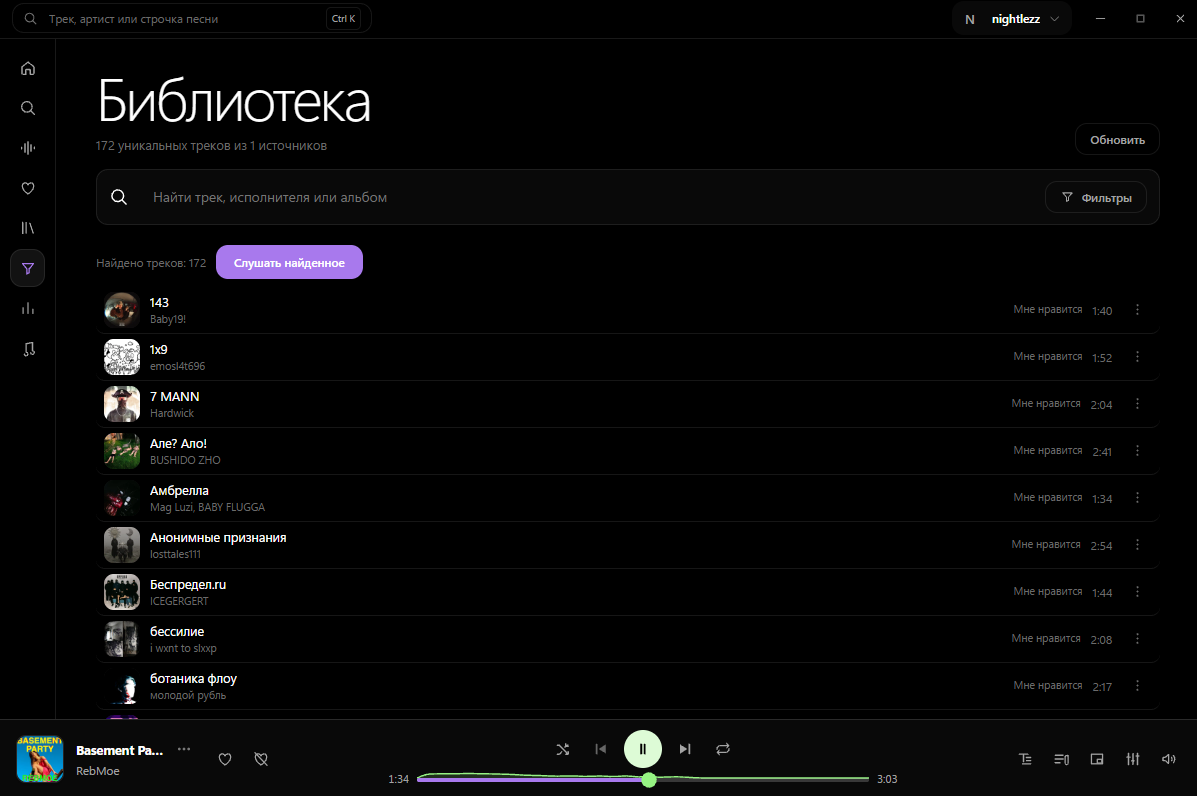 Трек, артист или строчка песни
Ctrl K
N nightlezz
Библиотека
172 уникальных треков из 1 источников
Обновить
Найти трек, исполнителя или альбом
Фильтры
Найдено треков: 172
Слушать найденное
143
Baby19!
Мне нравится 1:40
1x9
emosl4t696
Мне нравится 1:52
7 MANN
Hardwick
Мне нравится 2:04
Але? Ало!
BUSHIDO ZHO
Мне нравится 2:41
Амбрелла
Mag Luzi, BABY FLUGGA
Мне нравится 1:34
Анонимные признания
losttales111
Мне нравится 2:54
Беспредел.ru
ICEGERGERT
Мне нравится 1:44
бессилие
i wxnt to slxxp
Мне нравится 2:08
ботаника флоу
молодой рубль
Мне нравится 2:17
BASEMENT
PARTY
Basement Pa...
RebMoe
1:34
3:03